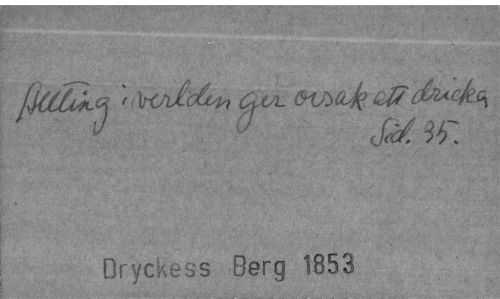 Allting i verlden ger orsak att dricka
Sid. 35.
Dryckess Berg 1853